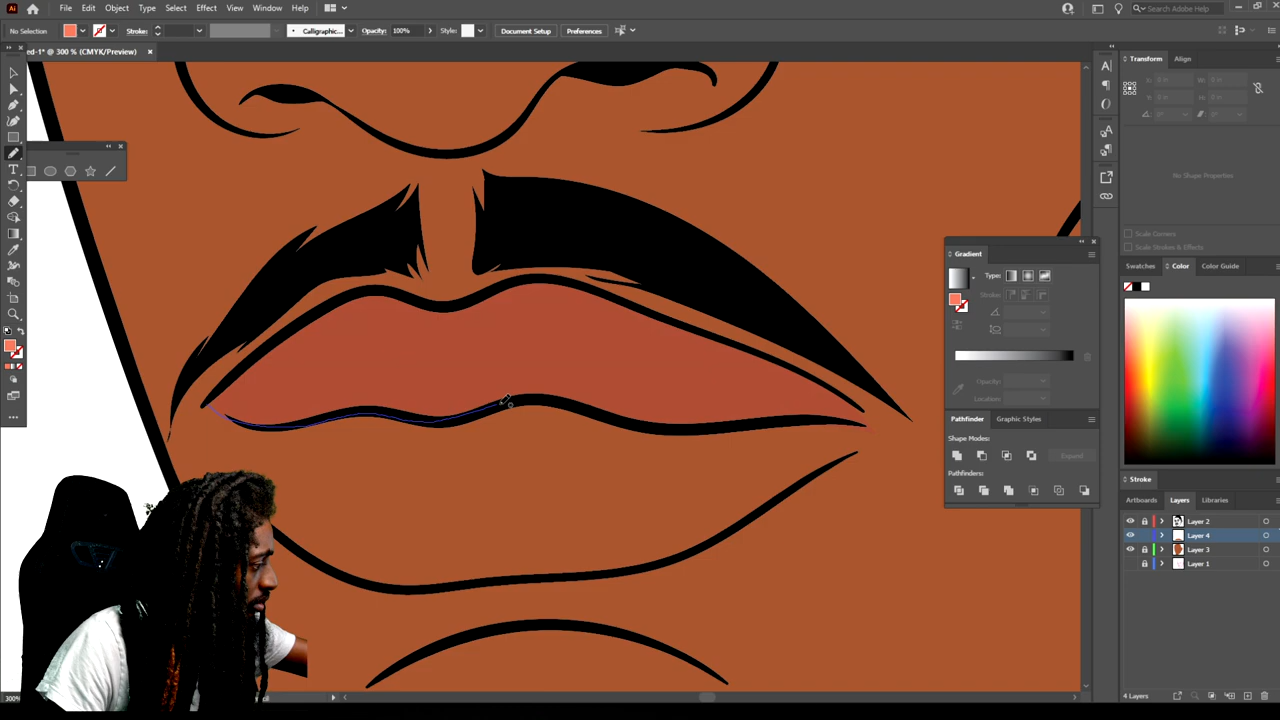 Ai File Edit Object Type Select Effect View Window Help Search Adobe Help
No Selection Stroke: Calligraphic... Opacity: 100% Style: Document Setup Preferences
ed-1* @ 300 % (CMYK/Preview)
Transform Align
No Shape Properties
Scale Corners
Scale Strokes & Effects
Swatches Color Color Guide
Gradient
Type:
Stroke:
Opacity:
Location:
Pathfinder Graphic Styles
Shape Modes:
Expand
Pathfinders:
Stroke
Artboards Layers Libraries
Layer 2
Layer 4
Layer 3
Layer 1
300%
4 Layers